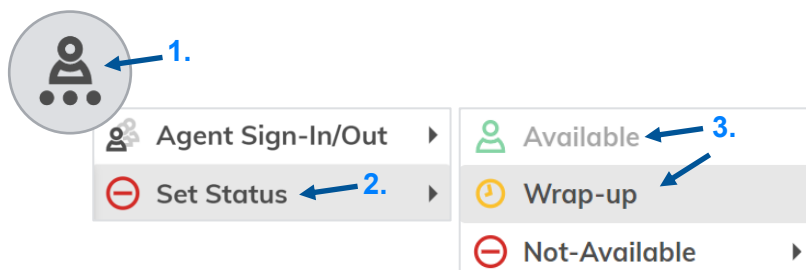 1.
Agent Sign-In/Out
Set Status
2.
Available
3.
Wrap-up
Not-Available